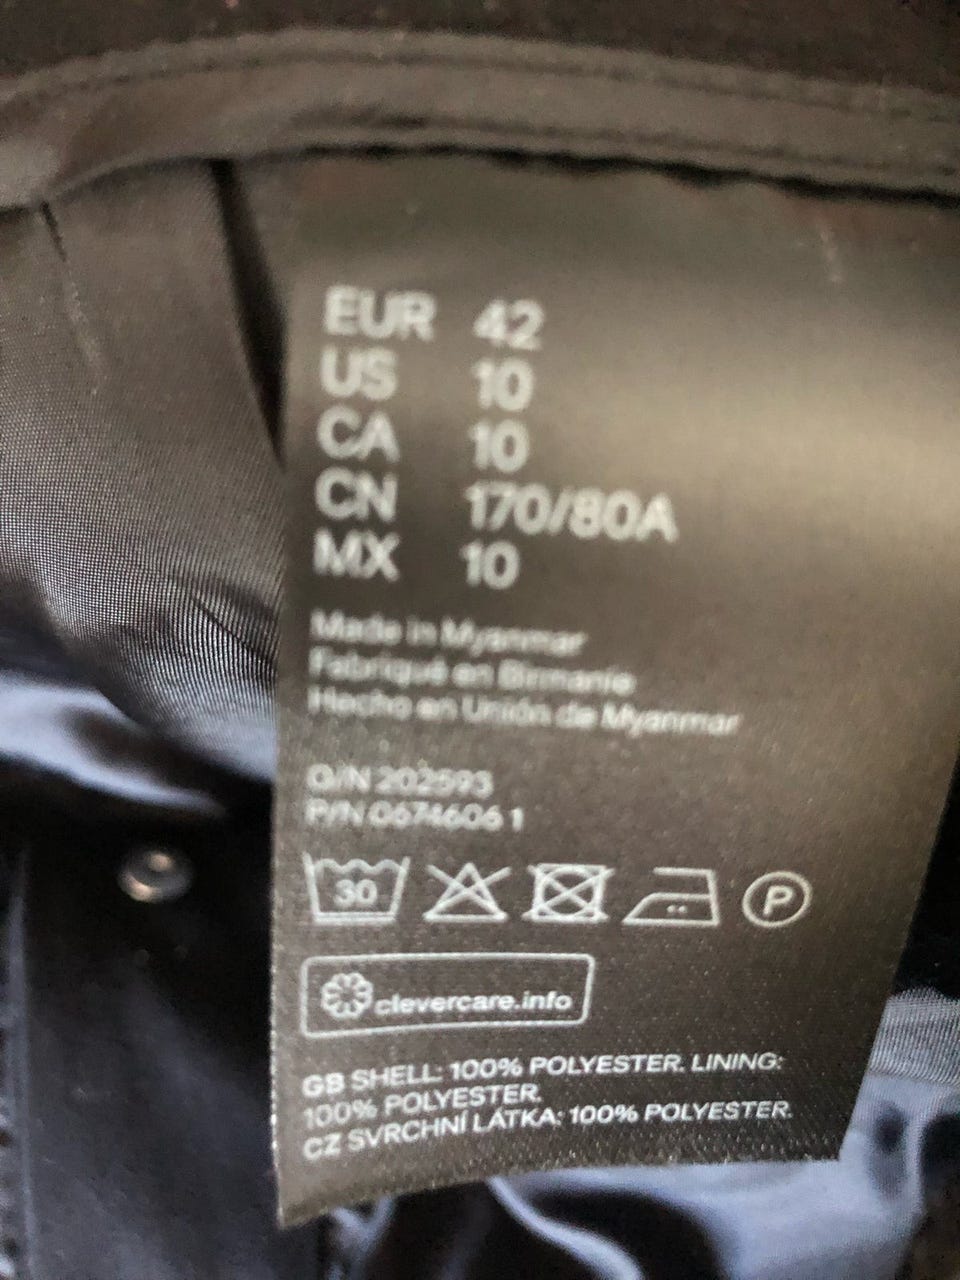 EUR 42
US 10
CA 10
CN 170/80A
MX 10
Made in Myanmar
Fabriqué en Birmanie
Hecho en Unión de Myanmar
O/N 202593
P/N 0674606 1
30
P
clevercare.info
GB SHELL: 100% POLYESTER. LINING:
100% POLYESTER.
CZ SVRCHNÍ LÁTKA: 100% POLYESTER.